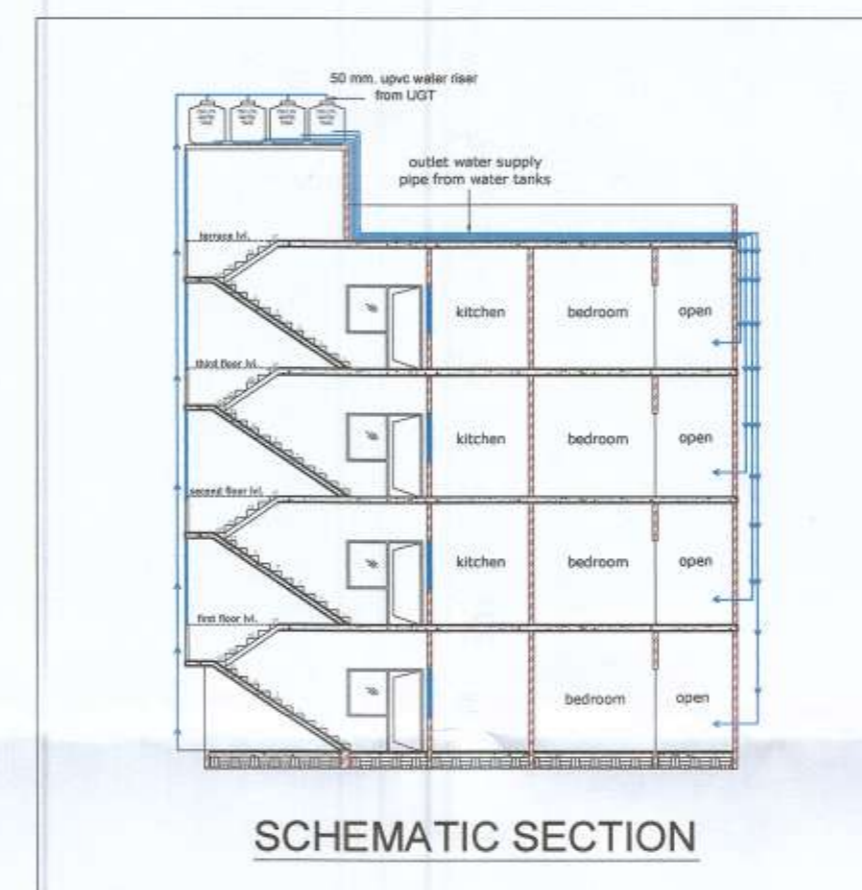 50 mm. upvc water riser
from UGT
outlet water supply
pipe from water tanks
terrace lvl.
kitchen
bedroom
open
third floor lvl.
kitchen
bedroom
open
second floor lvl.
kitchen
bedroom
open
first floor lvl.
bedroom
open
SCHEMATIC SECTION